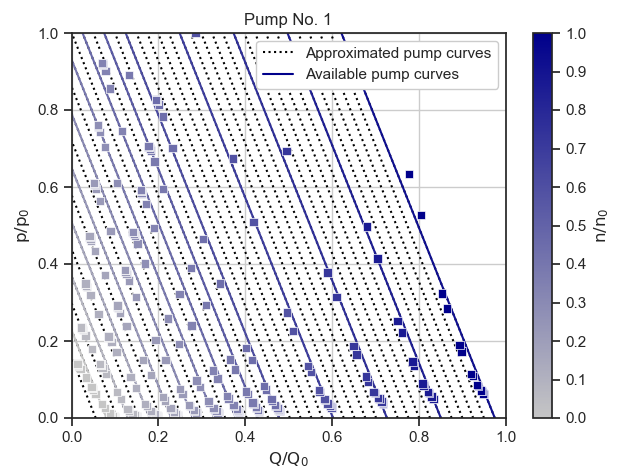 Pump No. 1
1.0
0.8
0.6
0.4
0.2
0.0
p/p0
Approximated pump curves
Available pump curves
0.0 0.2 0.4 0.6 0.8 1.0
Q/Q0
1.0
0.9
0.8
0.7
0.6
0.5
0.4
0.3
0.2
0.1
0.0
n/n0